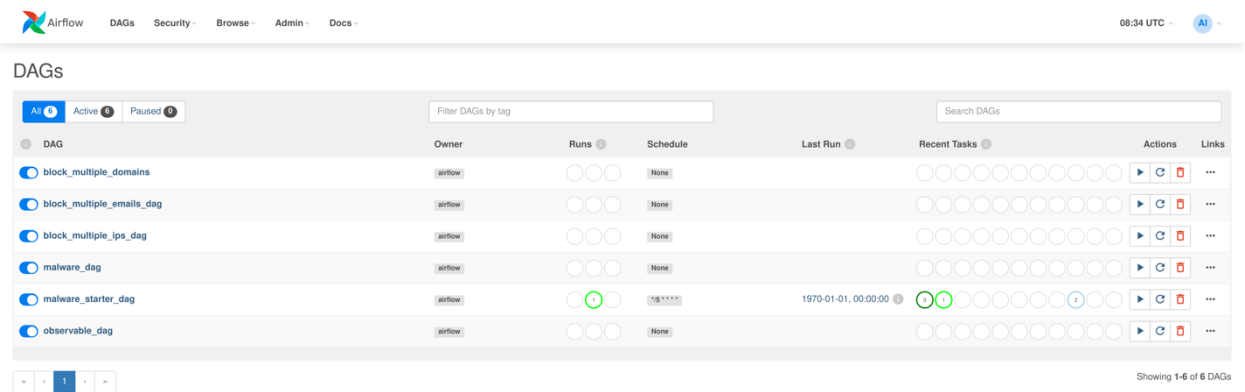 Airflow DAGs Security Browse Admin Docs 08:34 UTC AI
DAGs
All 6 Active 6 Paused 0 Filter DAGs by tag Search DAGs
DAG Owner Runs Schedule Last Run Recent Tasks Actions Links
block_multiple_domains airflow None
block_multiple_emails_dag airflow None
block_multiple_ips_dag airflow None
malware_dag airflow None
malware_starter_dag airflow 1 */5 * * * * 1970-01-01, 00:00:00 3 1 2
observable_dag airflow None
« ‹ 1 › » Showing 1-6 of 6 DAGs